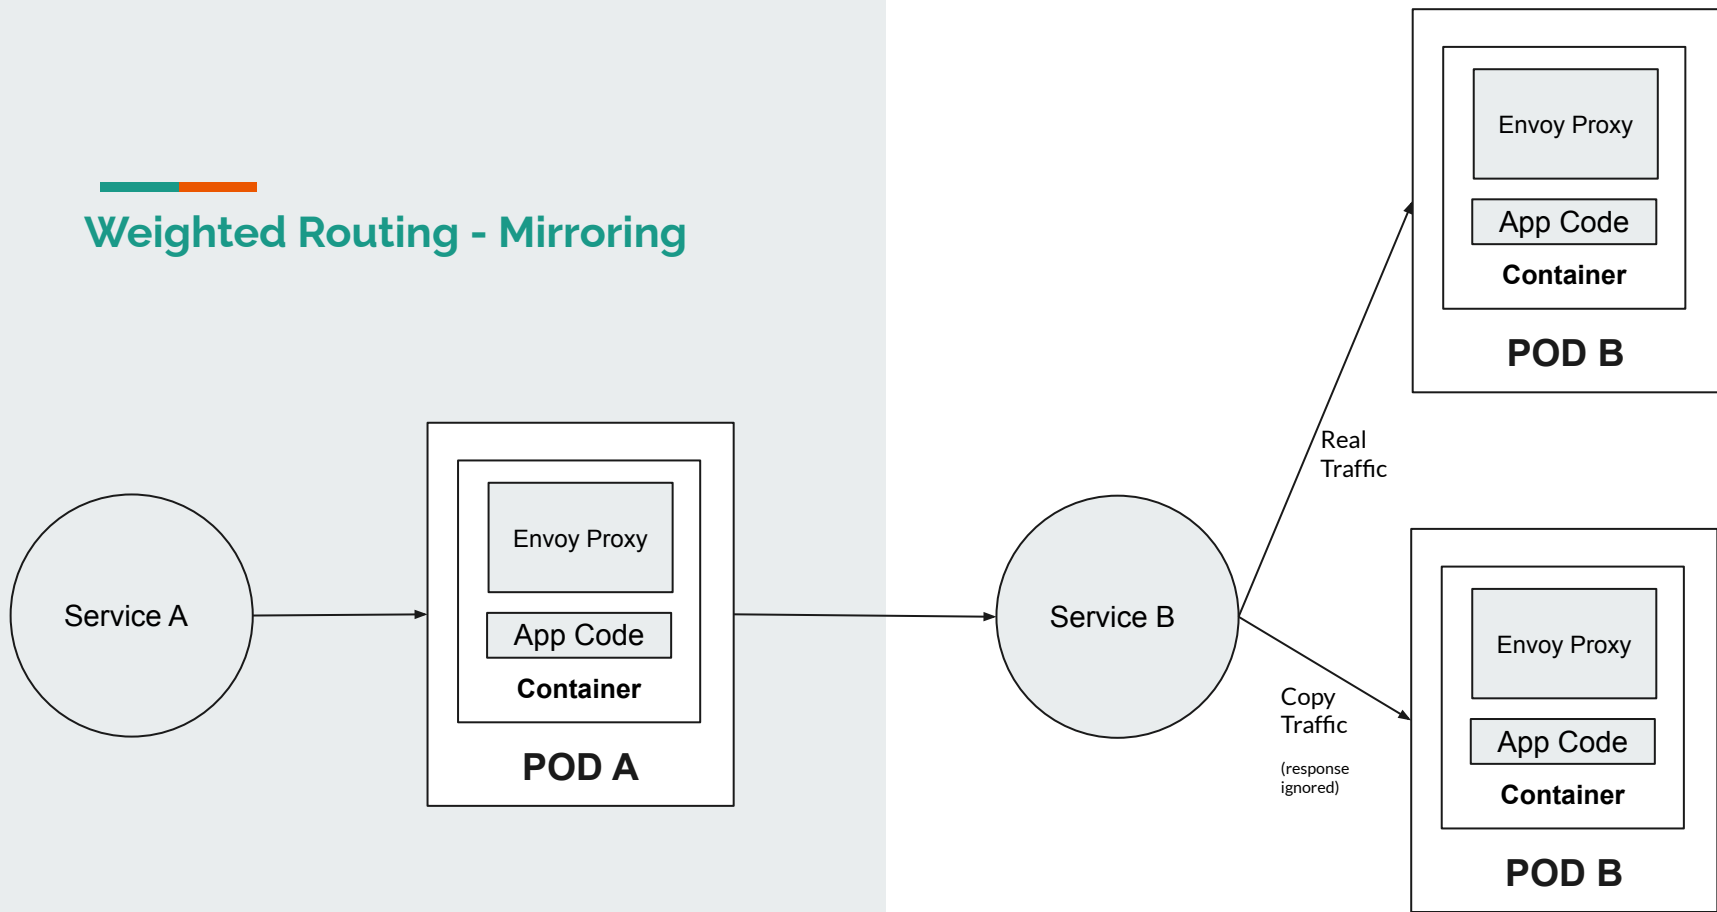 Weighted Routing - Mirroring
Service A
Envoy Proxy
App Code
Container
POD A
Service B
Real
Traffic
Copy
Traffic
(response
ignored)
Envoy Proxy
App Code
Container
POD B
Envoy Proxy
App Code
Container
POD B